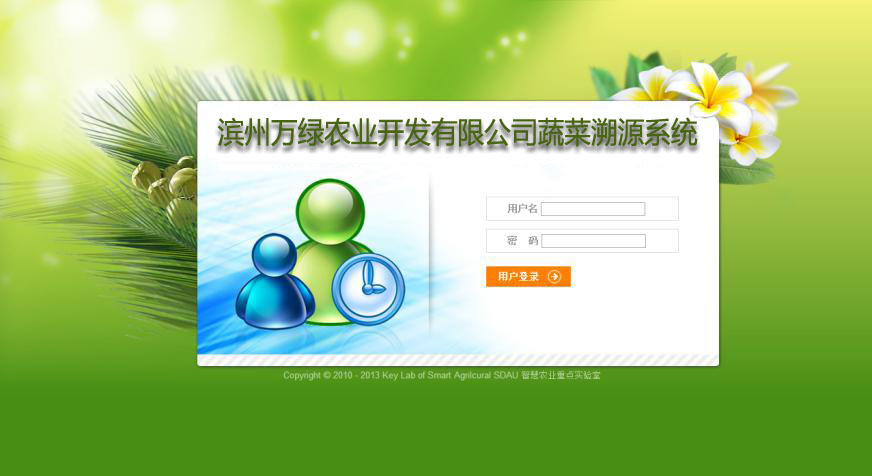 滨州万绿农业开发有限公司蔬菜溯源系统
用户名
密 码
用户登录
Copyright © 2010 - 2013 Key Lab of Smart Agrilcural SDAU 智慧农业重点实验室